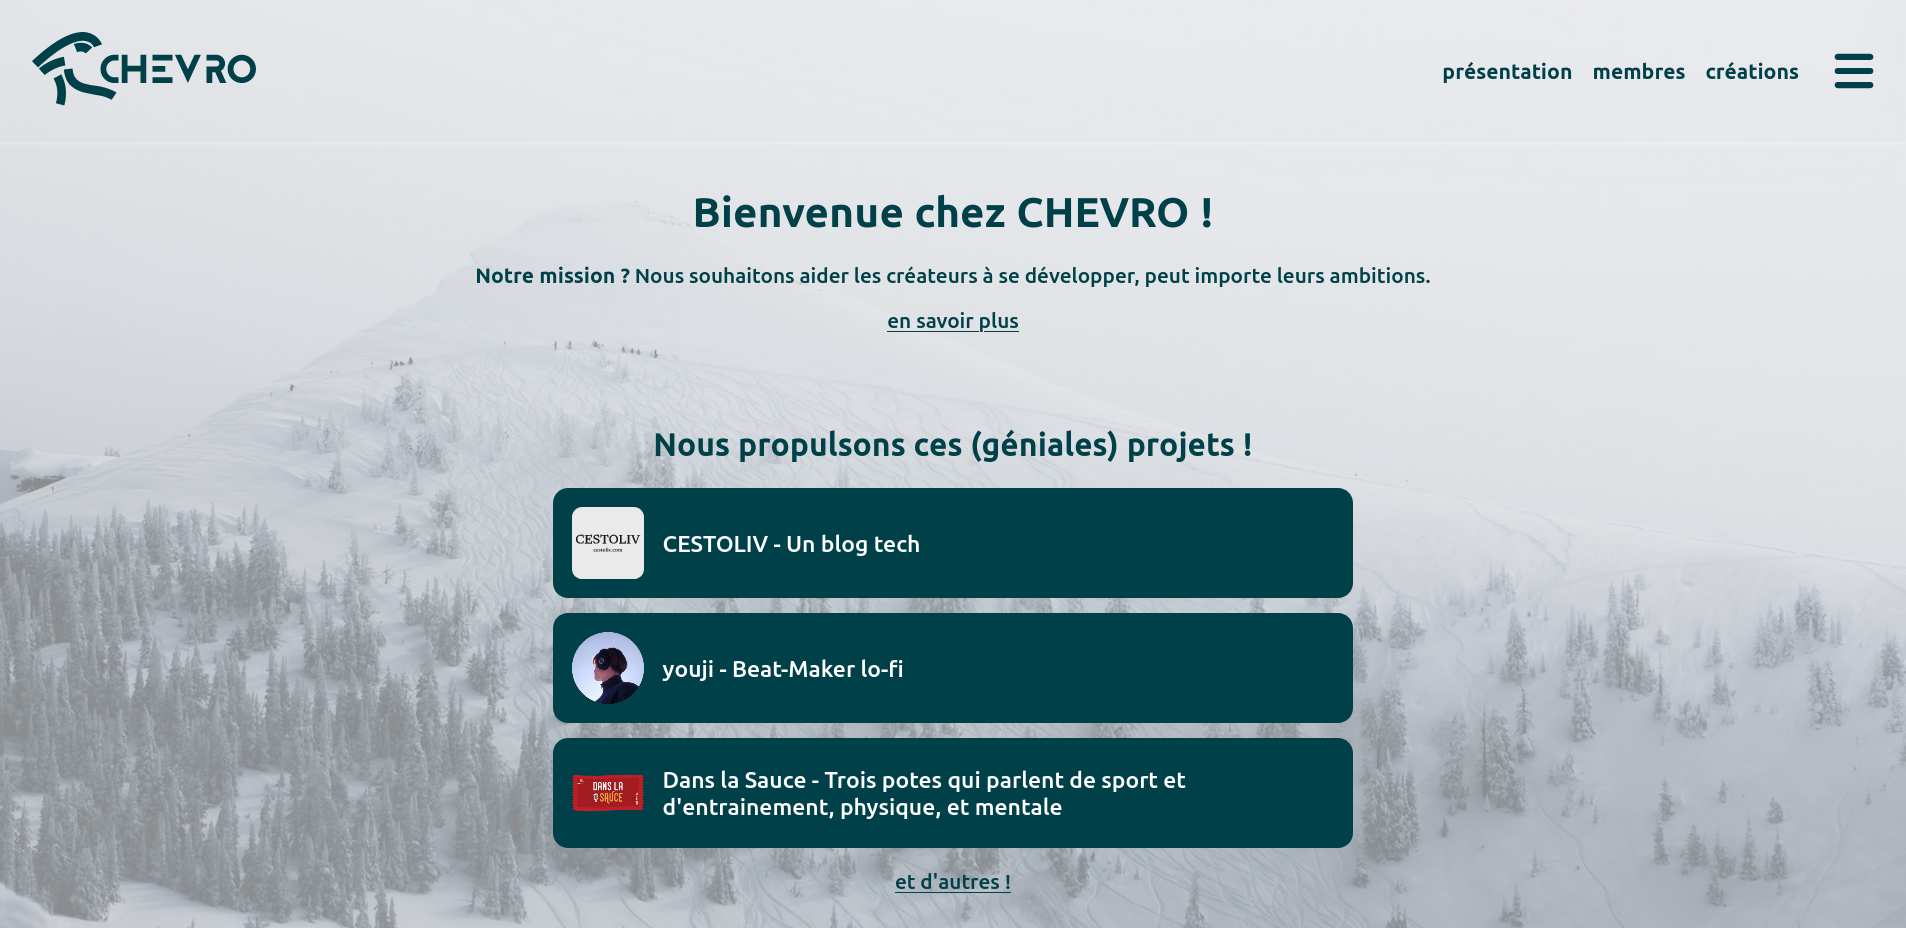 CHEVRO
présentation membres créations
Bienvenue chez CHEVRO !
Notre mission ? Nous souhaitons aider les créateurs à se développer, peut importe leurs ambitions.
en savoir plus
Nous propulsons ces (géniales) projets !
CESTOLIV
cestoliv.com
CESTOLIV - Un blog tech
youji - Beat-Maker lo-fi
DANS LA
SAUCE
Dans la Sauce - Trois potes qui parlent de sport et
d'entrainement, physique, et mentale
et d'autres !